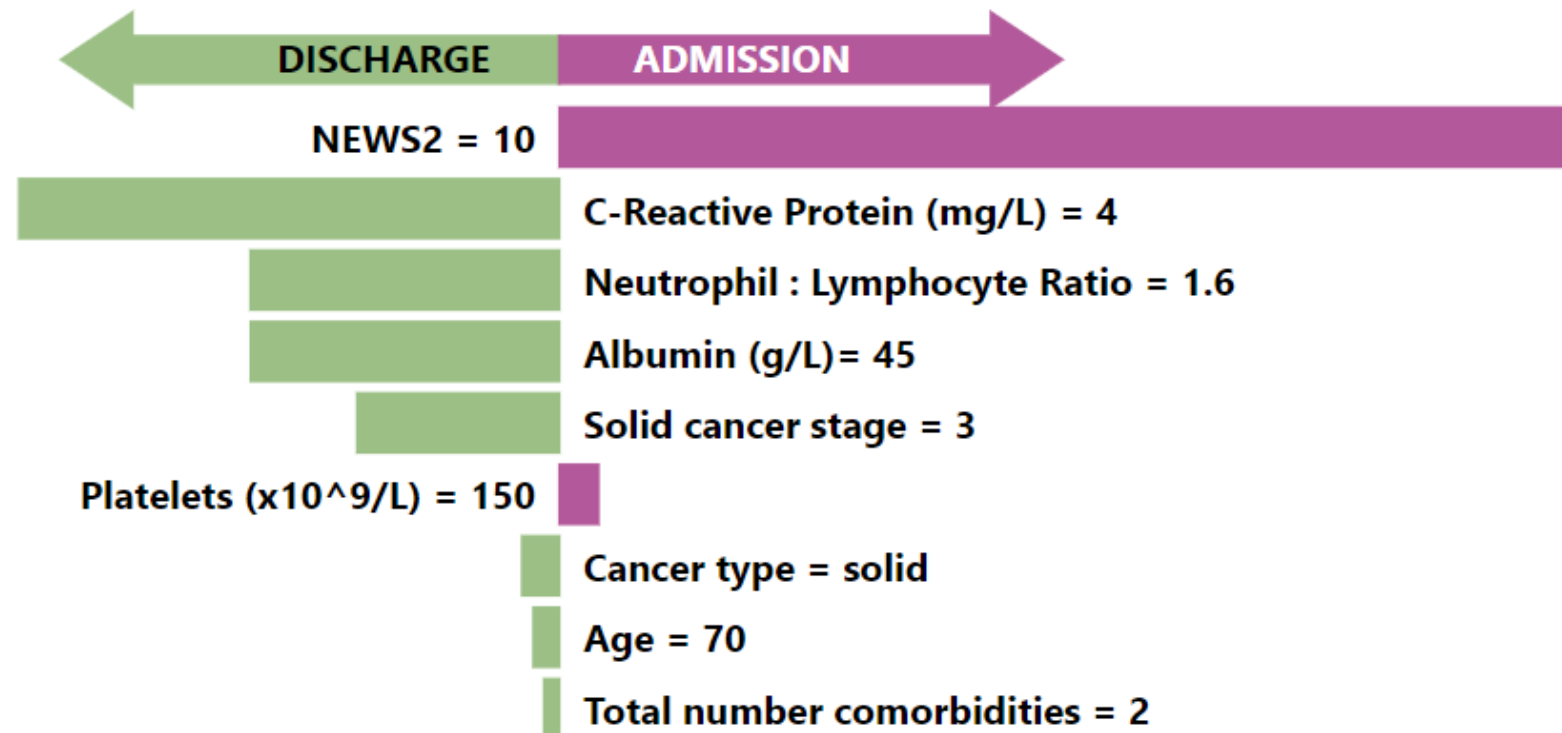 DISCHARGE ADMISSION
NEWS2 = 10
C-Reactive Protein (mg/L) = 4
Neutrophil : Lymphocyte Ratio = 1.6
Albumin (g/L)= 45
Solid cancer stage = 3
Platelets (x10^9/L) = 150
Cancer type = solid
Age = 70
Total number comorbidities = 2